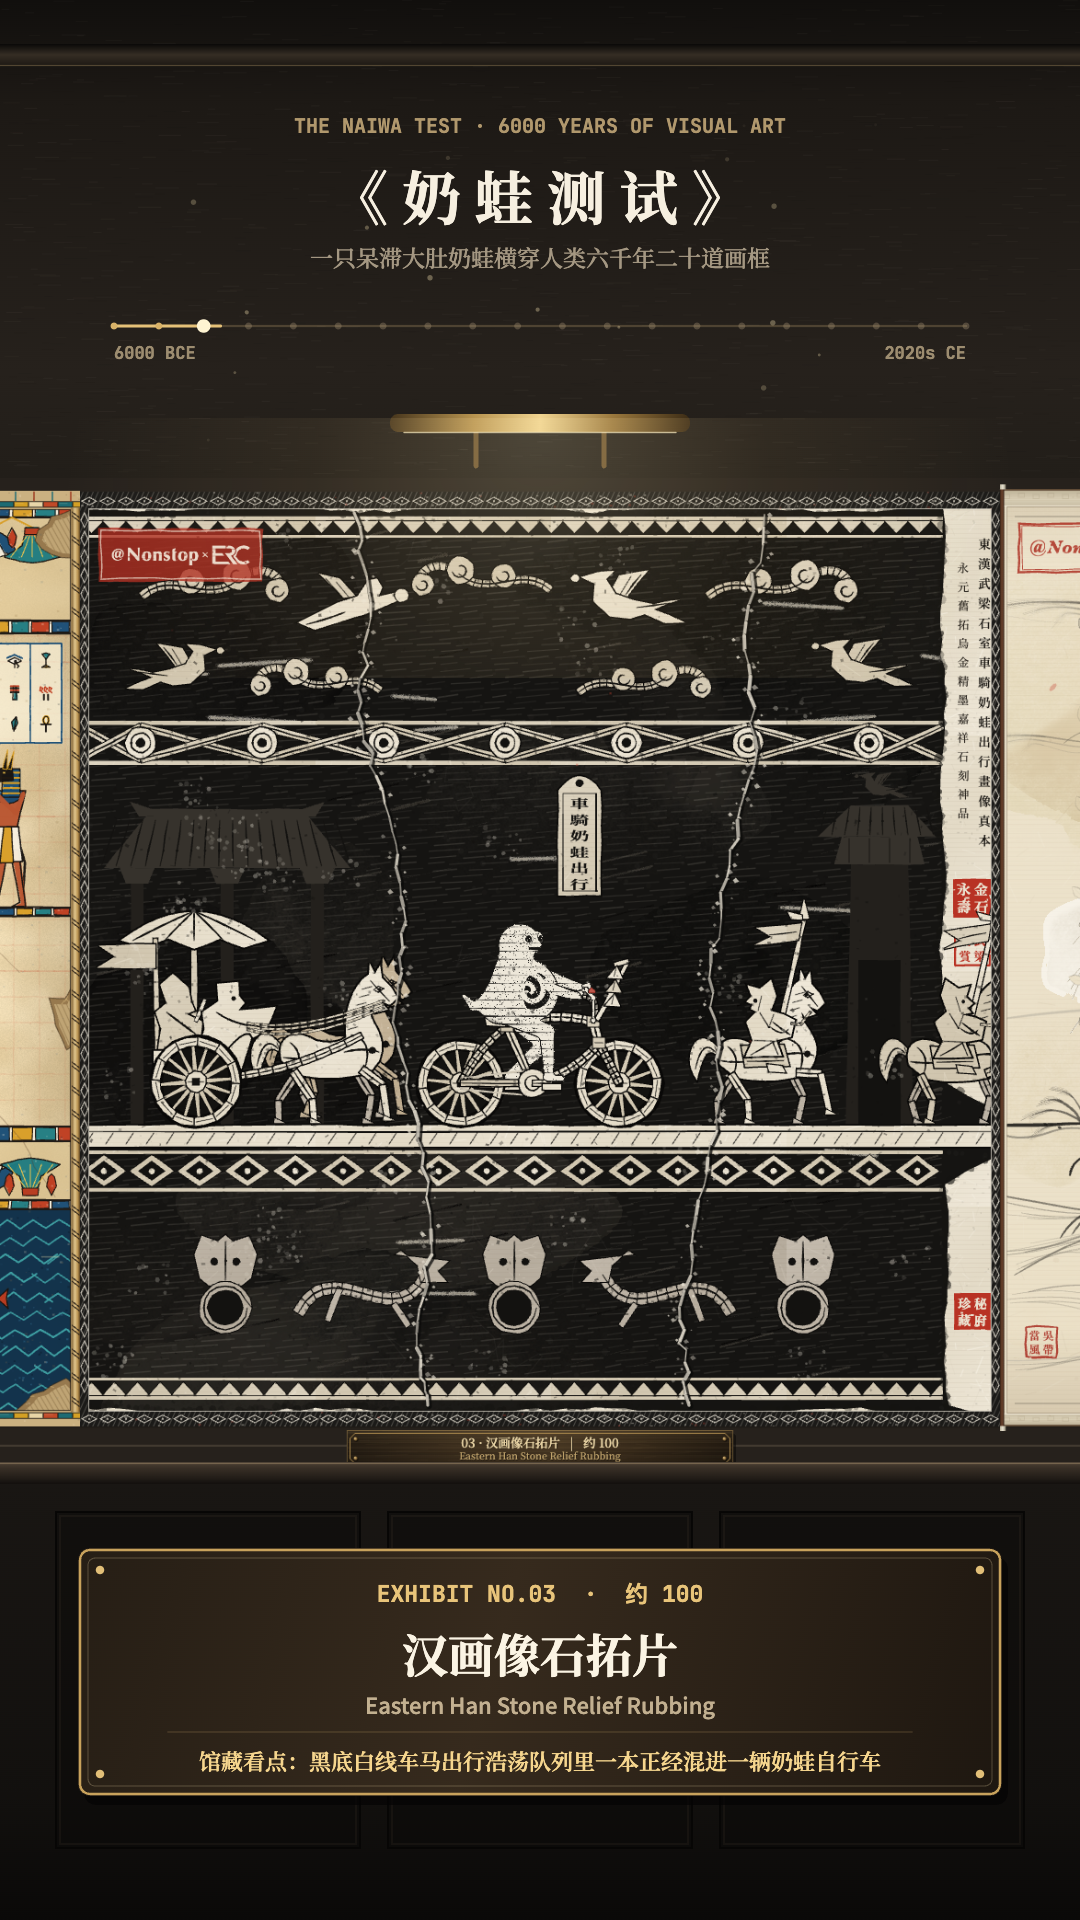 THE NAIWA TEST · 6000 YEARS OF VISUAL ART
《奶蛙测试》
一只呆滞大肚奶蛙横穿人类六千年二十道画框
6000 BCE
2020s CE
@Nonstop × ERC
東漢武梁石室車騎奶蛙出行畫像真本
永元舊拓烏金精墨嘉祥石刻神品
車騎奶蛙出行
金石
永壽
秘府
珍藏
@Non
吳帶
當風
03 · 汉画像石拓片 | 约 100
Eastern Han Stone Relief Rubbing
EXHIBIT NO.03 · 约 100
汉画像石拓片
Eastern Han Stone Relief Rubbing
馆藏看点：黑底白线车马出行浩荡队列里一本正经混进一辆奶蛙自行车